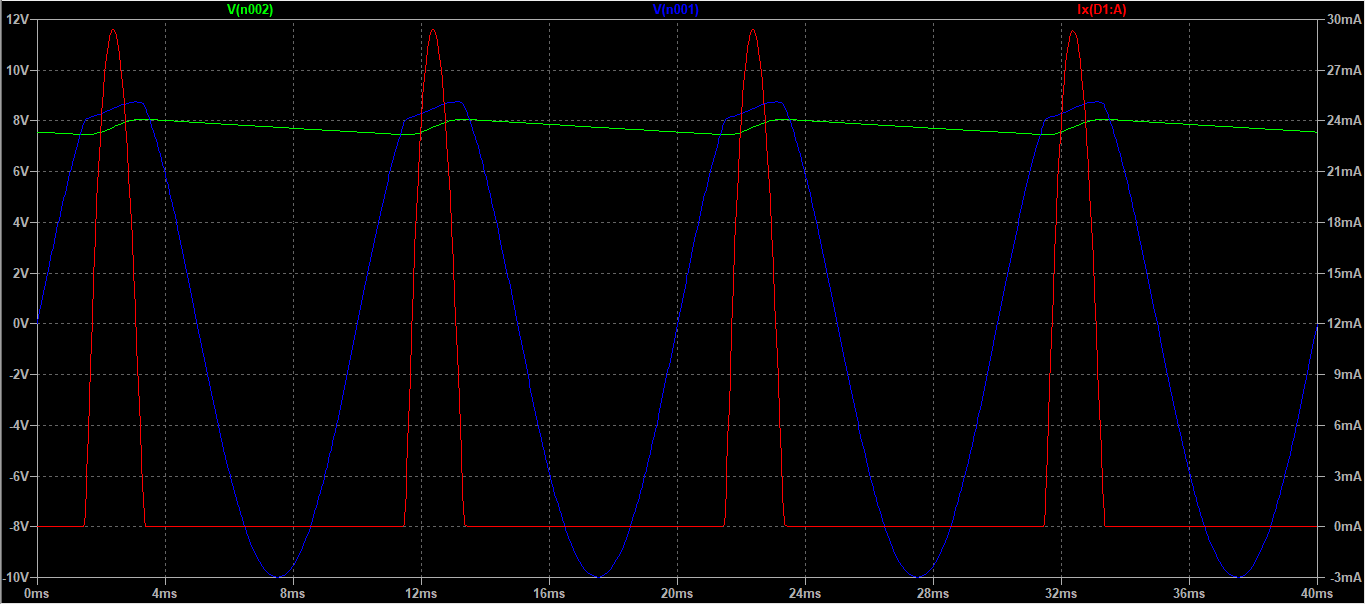 V(n002) V(n001) Ix(D1:A)
12V 30mA
10V 27mA
8V 24mA
6V 21mA
4V 18mA
2V 15mA
0V 12mA
-2V 9mA
-4V 6mA
-6V 3mA
-8V 0mA
-10V -3mA
0ms 4ms 8ms 12ms 16ms 20ms 24ms 28ms 32ms 36ms 40ms